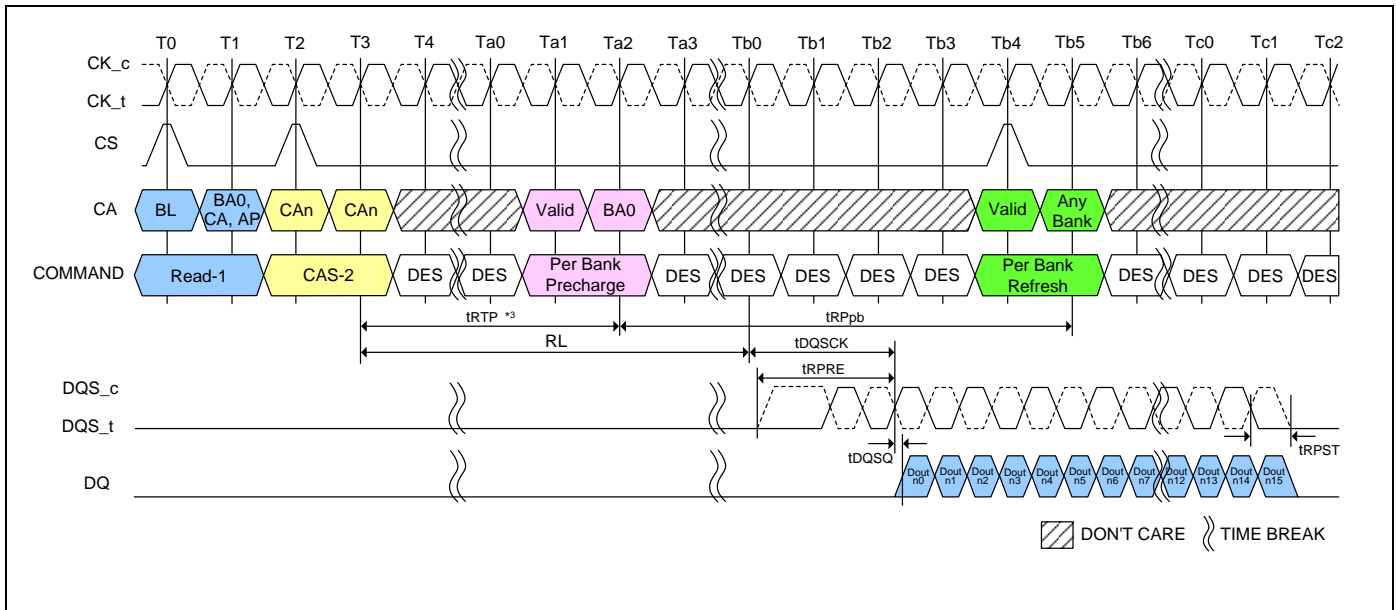 T0 T1 T2 T3 T4 Ta0 Ta1 Ta2 Ta3 Tb0 Tb1 Tb2 Tb3 Tb4 Tb5 Tb6 Tc0 Tc1 Tc2
CK_c
CK_t
CS
CA BL BA0, CA, AP CAn CAn Valid BA0 Valid Any Bank
COMMAND Read-1 CAS-2 DES DES Per Bank Precharge DES DES DES DES DES Per Bank Refresh DES DES DES DES
tRTP *3 tRPpb
RL tDQSCK
tRPRE
DQS_c
DQS_t
tDQSQ tRPST
DQ Dout n0 Dout n1 Dout n2 Dout n3 Dout n4 Dout n5 Dout n6 Dout n7 Dout n12 Dout n13 Dout n14 Dout n15
DON'T CARE TIME BREAK